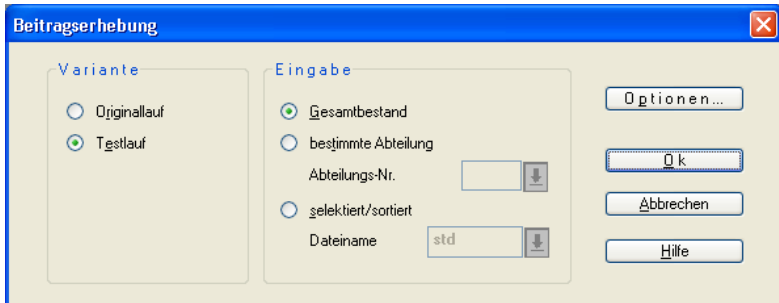 Beitragserhebung
Variante
Originallauf
Testlauf
Eingabe
Gesamtbestand
bestimmte Abteilung
Abteilungs-Nr.
selektiert/sortiert
Dateiname std
Optionen...
Ok
Abbrechen
Hilfe